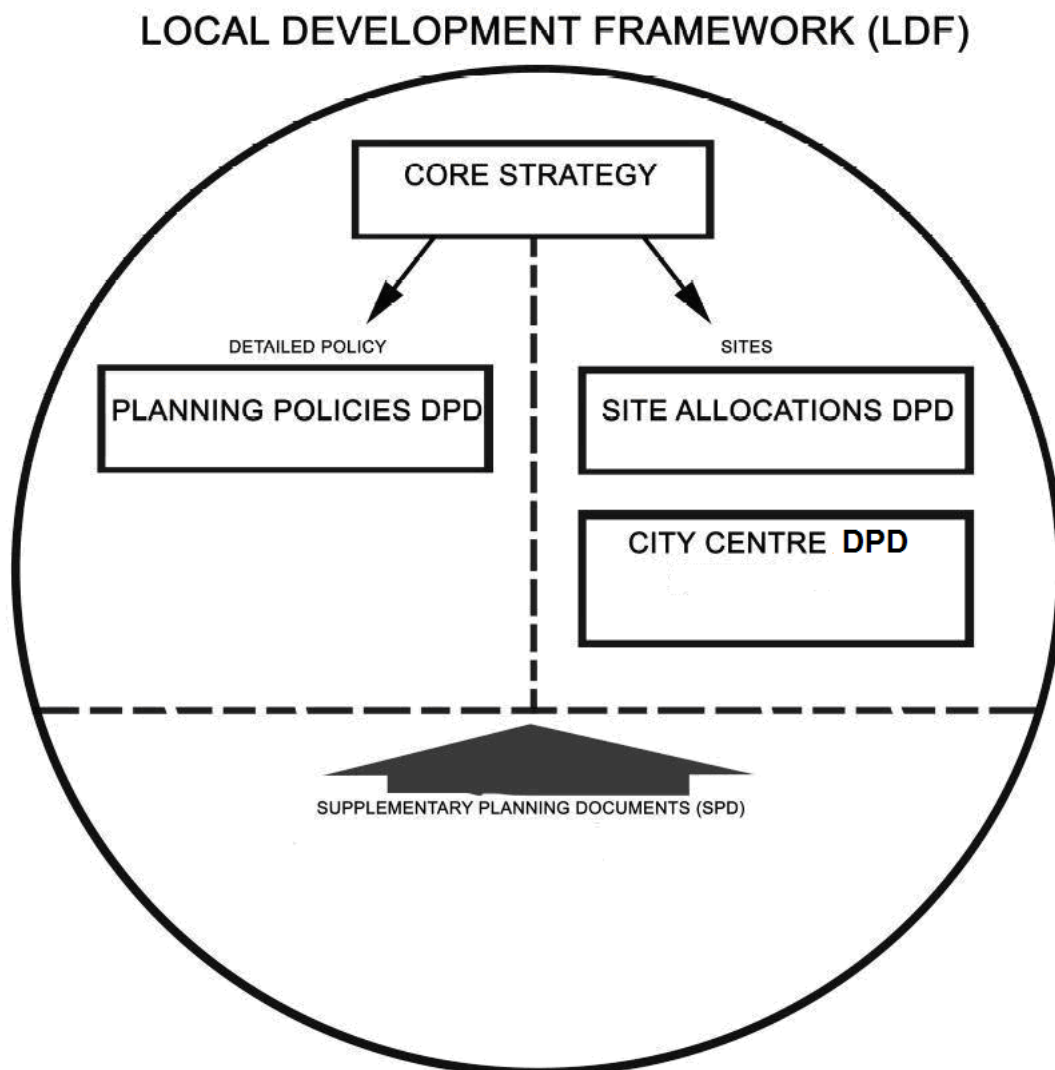 LOCAL DEVELOPMENT FRAMEWORK (LDF)
CORE STRATEGY
DETAILED POLICY
PLANNING POLICIES DPD
SITES
SITE ALLOCATIONS DPD
CITY CENTRE DPD
SUPPLEMENTARY PLANNING DOCUMENTS (SPD)